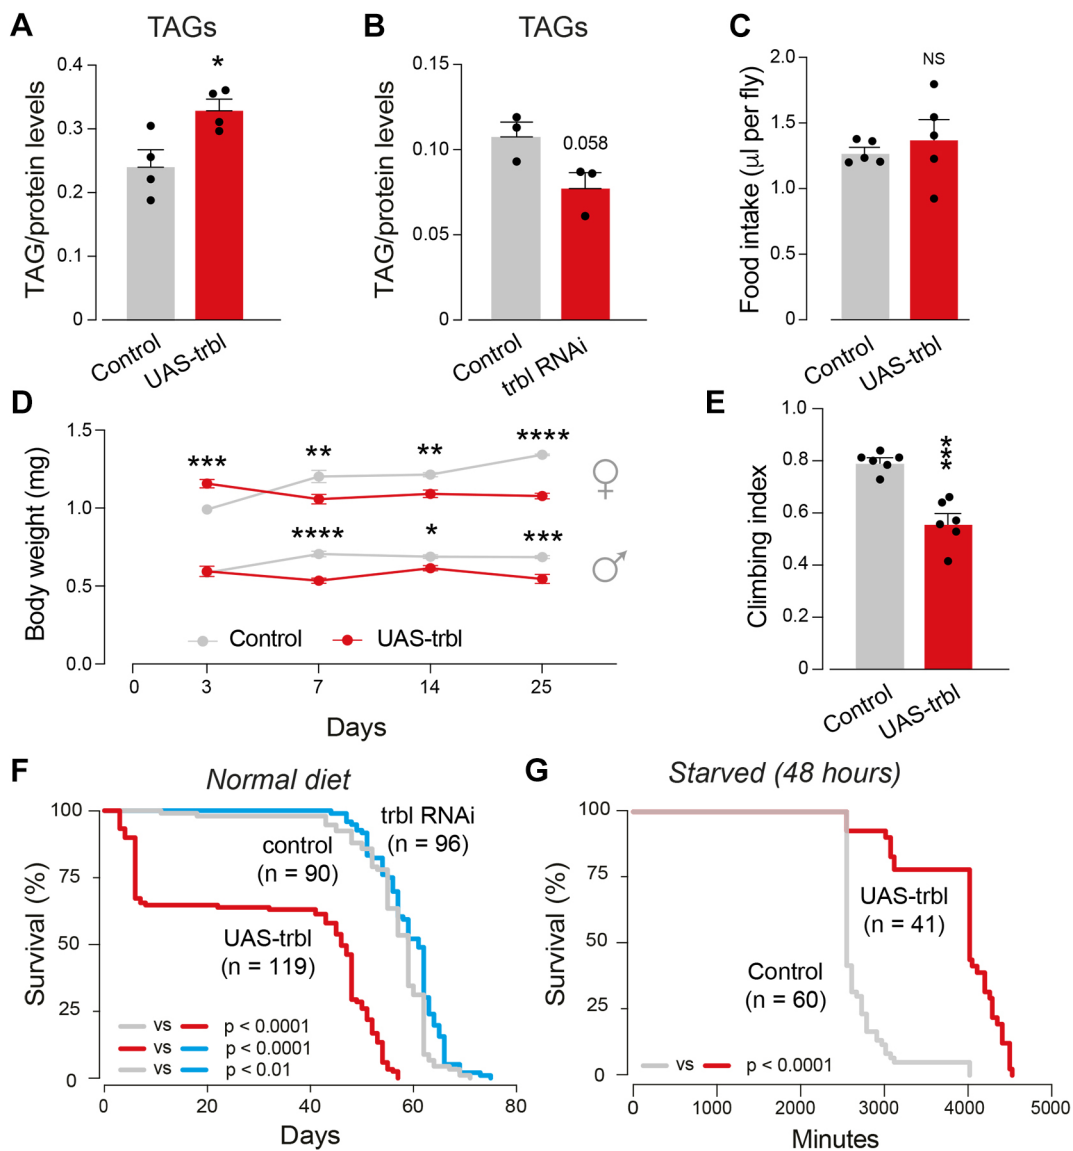 A
TAGs
TAG/protein levels
0.4
0.3
0.2
0.1
0
*
Control
UAS-trbl
B
TAGs
TAG/protein levels
0.15
0.10
0.05
0
0.058
Control
trbl RNAi
C
Food intake (µl per fly)
2.0
1.5
1.0
0.5
0
NS
Control
UAS-trbl
D
Body weight (mg)
1.5
1.0
0.5
0.0
*** ** ** ****
♀
**** * ***
♂
Control UAS-trbl
0 3 7 14 25
Days
E
Climbing index
1.0
0.8
0.6
0.4
0.2
0
***
Control
UAS-trbl
F
Normal diet
Survival (%)
100
75
50
25
0
trbl RNAi
(n = 96)
control
(n = 90)
UAS-trbl
(n = 119)
vs p < 0.0001
vs p < 0.0001
vs p < 0.01
0 20 40 60 80
Days
G
Starved (48 hours)
Survival (%)
100
75
50
25
0
UAS-trbl
(n = 41)
Control
(n = 60)
vs p < 0.0001
0 1000 2000 3000 4000 5000
Minutes